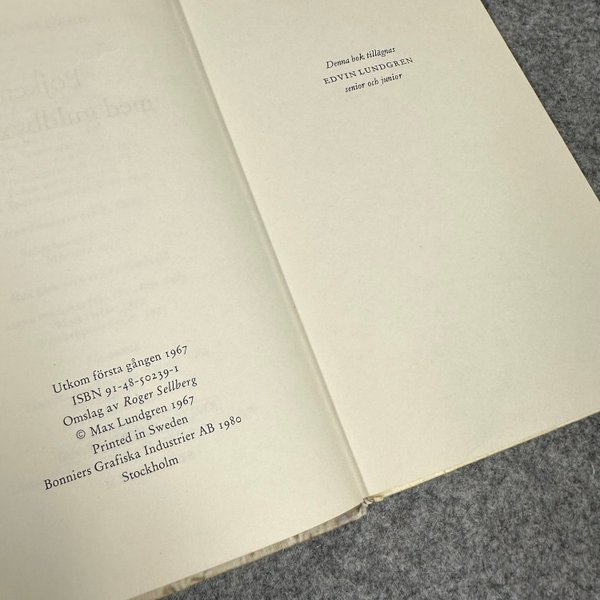 Utkom första gången 1967
ISBN 91-48-50239-1
Omslag av Roger Sellberg
© Max Lundgren 1967
Printed in Sweden
Bonniers Grafiska Industrier AB 1980
Stockholm
Denna bok tillägnas
EDVIN LUNDGREN
senior och junior